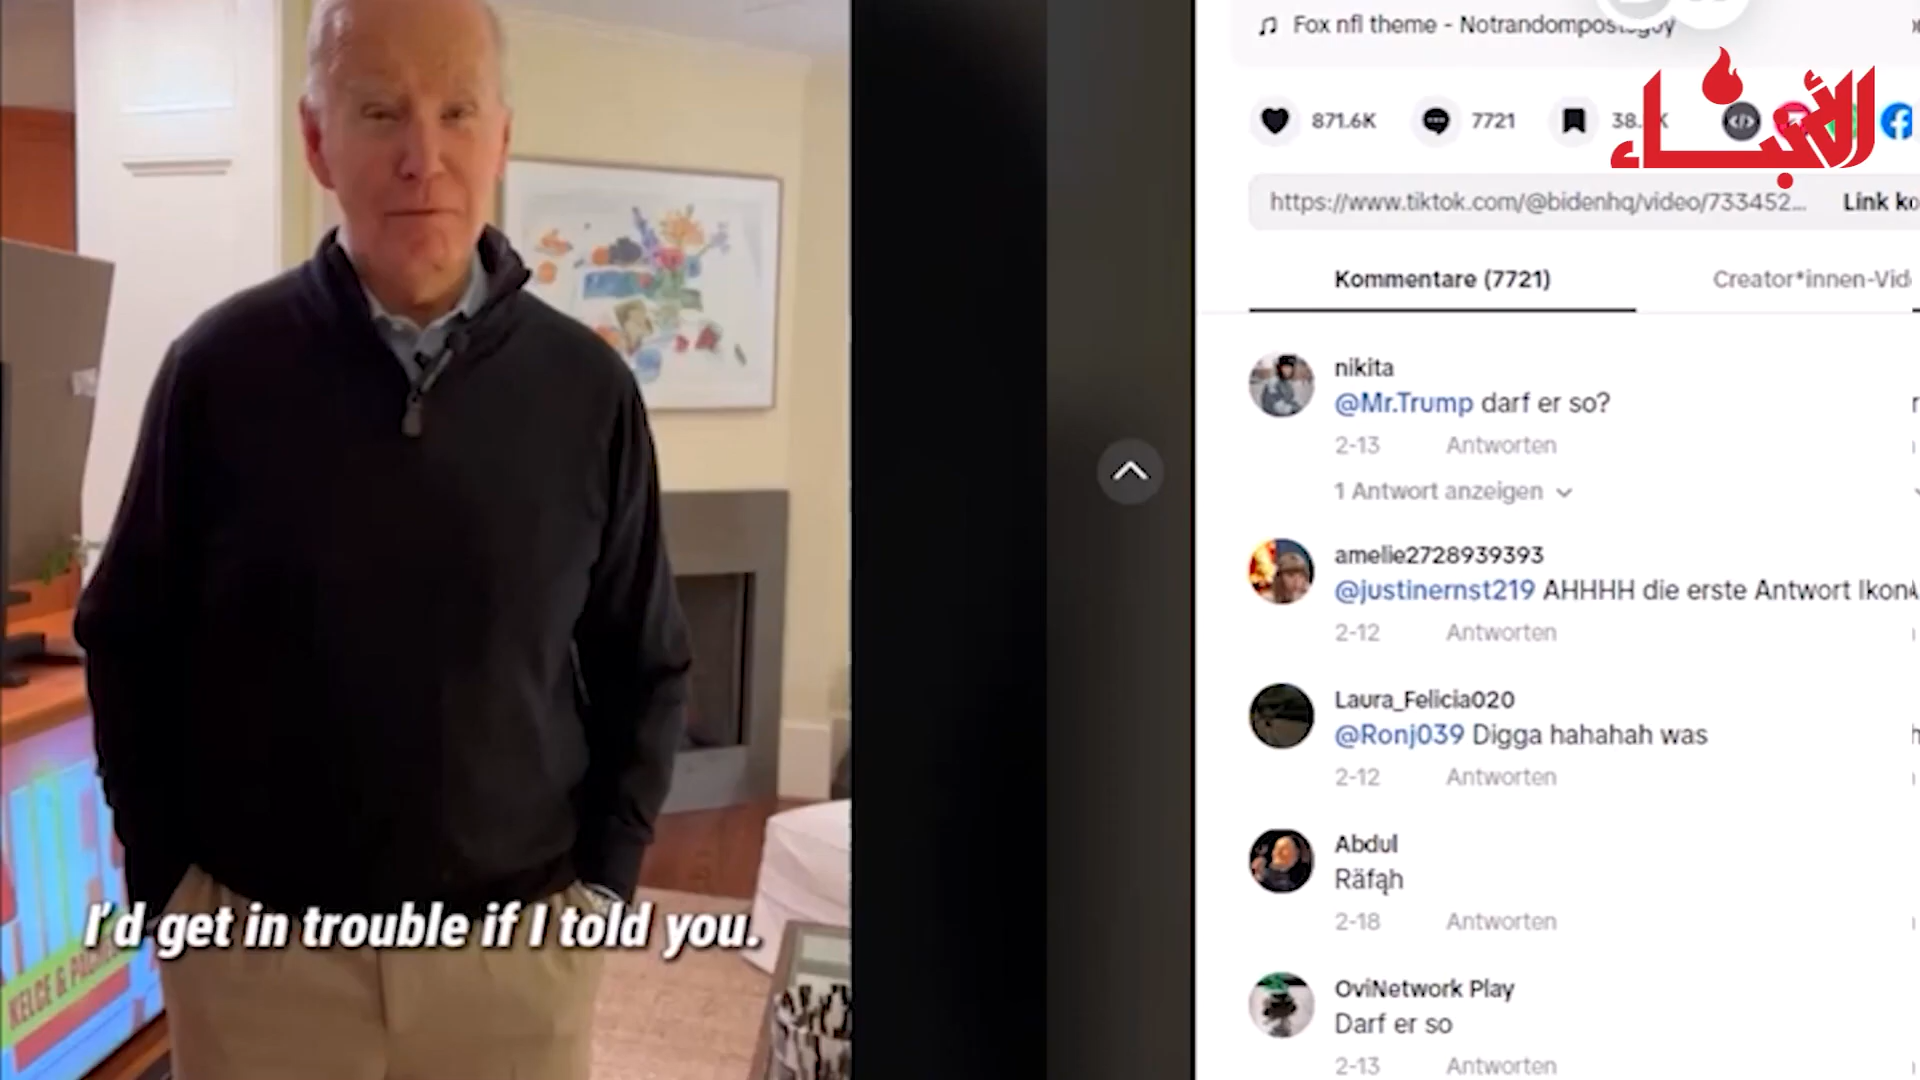 I'd get in trouble if I told you.
KELCE &
Fox nfl theme - Notrandompostsguy
871.6K
7721
38.
K
الأنباء
https://www.tiktok.com/@bidenhq/video/733452...
Link ko
Kommentare (7721)
Creator*innen-Vid
nikita
@Mr.Trump darf er so?
2-13 Antworten
1 Antwort anzeigen
amelie2728939393
@justinernst219 AHHHH die erste Antwort Ikon
2-12 Antworten
Laura_Felicia020
@Ronj039 Digga hahahah was
2-12 Antworten
Abdul
Räfąh
2-18 Antworten
OviNetwork Play
Darf er so
2-13 Antworten